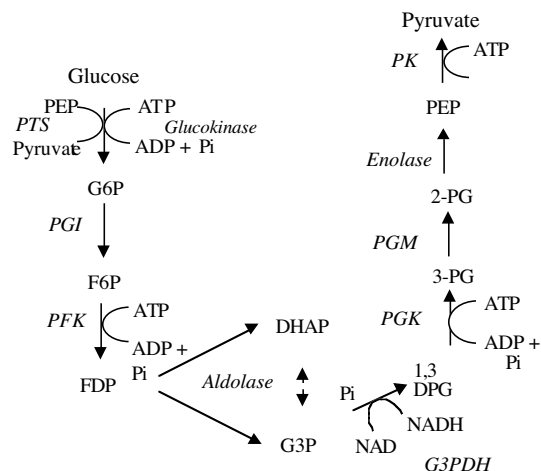 Glucose
PEP
ATP
PTS
Glucokinase
Pyruvate
ADP + Pi
G6P
PGI
F6P
ATP
PFK
ADP +
Pi
FDP
DHAP
Aldolase
G3P
Pi
1,3
DPG
NADH
NAD
G3PDH
ATP
PGK
ADP +
Pi
3-PG
PGM
2-PG
Enolase
PEP
PK
ATP
Pyruvate